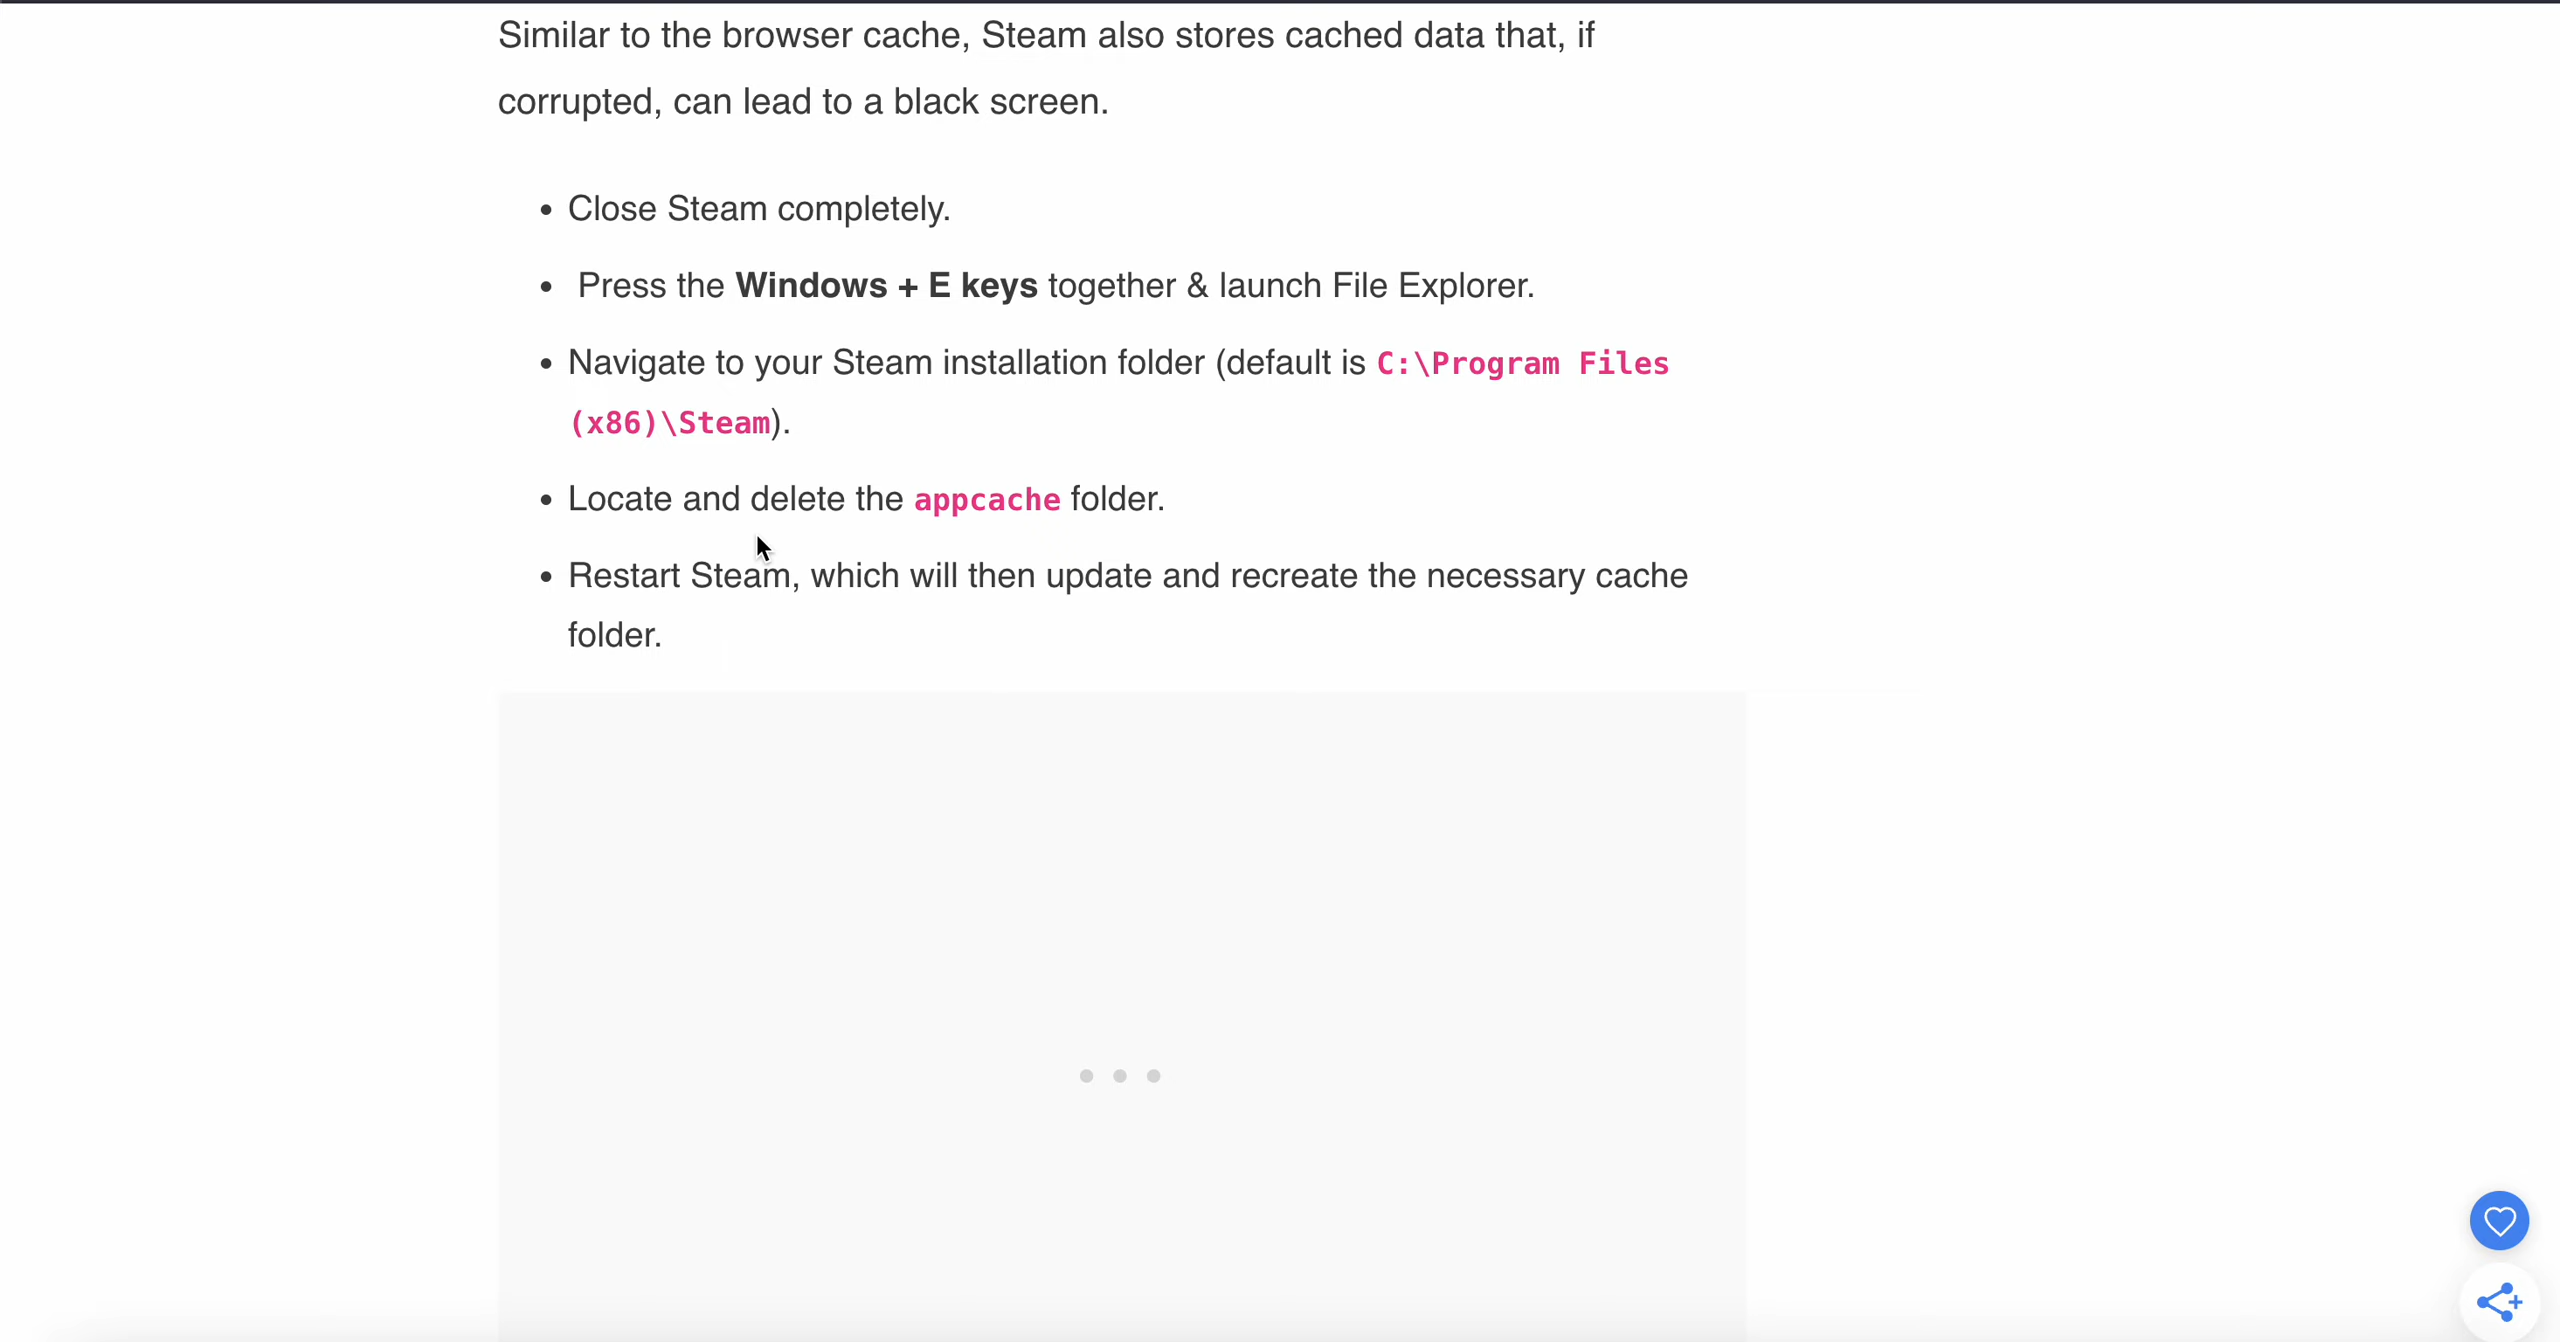 Similar to the browser cache, Steam also stores cached data that, if
corrupted, can lead to a black screen.
• Close Steam completely.
• Press the Windows + E keys together & launch File Explorer.
• Navigate to your Steam installation folder (default is C:\Program Files
(x86)\Steam).
• Locate and delete the appcache folder.
• Restart Steam, which will then update and recreate the necessary cache
folder.